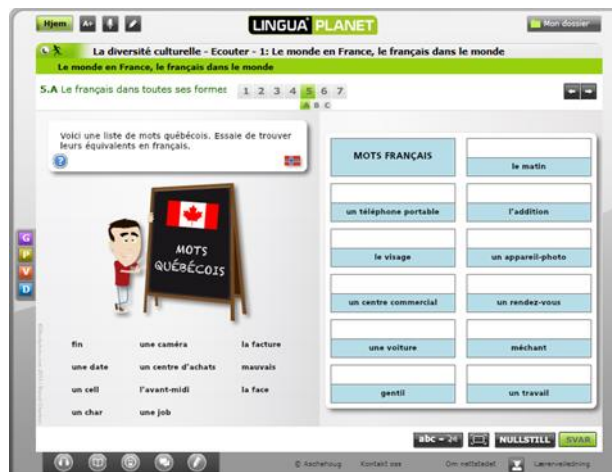 Hjem
A+
LINGUA PLANET
Mon dossier
La diversité culturelle - Ecouter - 1: Le monde en France, le français dans le monde
Le monde en France, le français dans le monde
5.A Le français dans toutes ses formes
1 2 3 4 5 6 7
A B C
Voici une liste de mots québécois. Essaie de trouver
leurs équivalents en français.
?
MOTS
QUÉBÉCOIS
G
P
V
D
fin une caméra la facture
une date un centre d'achats mauvais
un cell l'avant-midi la face
un char une job
MOTS FRANÇAIS
le matin
un téléphone portable l'addition
le visage un appareil-photo
un centre commercial un rendez-vous
une voiture méchant
gentil un travail
NULLSTILL
SVAR
© Aschehoug Kontakt oss Om nettstedet Lærerveiledning